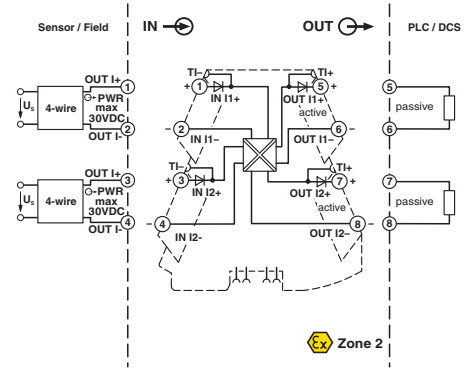 Sensor / Field
IN
OUT
PLC / DCS
OUT I+
1
TI–
TI+
PWR
max
30VDC
Us
4-wire
OUT I-
2
1
+
IN I1+
5
+
OUT I1+
active
5
passive
6
- 2
IN I1–
6 -
OUT I1–
OUT I+
3
PWR
max
30VDC
Us
4-wire
OUT I-
4
TI–
+ 3
IN I2+
TI+
7 +
OUT I2+
active
7
passive
8
- 4
IN I2-
8 -
OUT I2–
Ex Zone 2